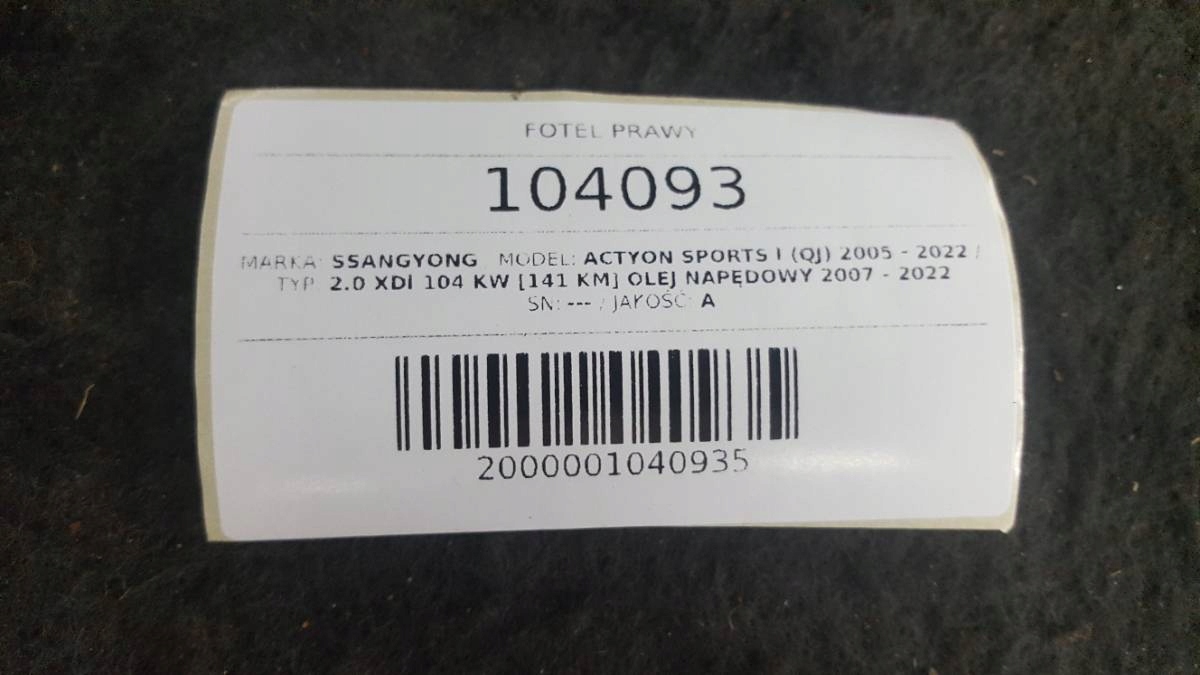 FOTEL PRAWY
104093
MARKA: SSANGYONG MODEL: ACTYON SPORTS I (QJ) 2005 - 2022 /
TYP: 2.0 XDI 104 KW [141 KM] OLEJ NAPĘDOWY 2007 - 2022
SN: --- / JAKOŚĆ: A
2000001040935